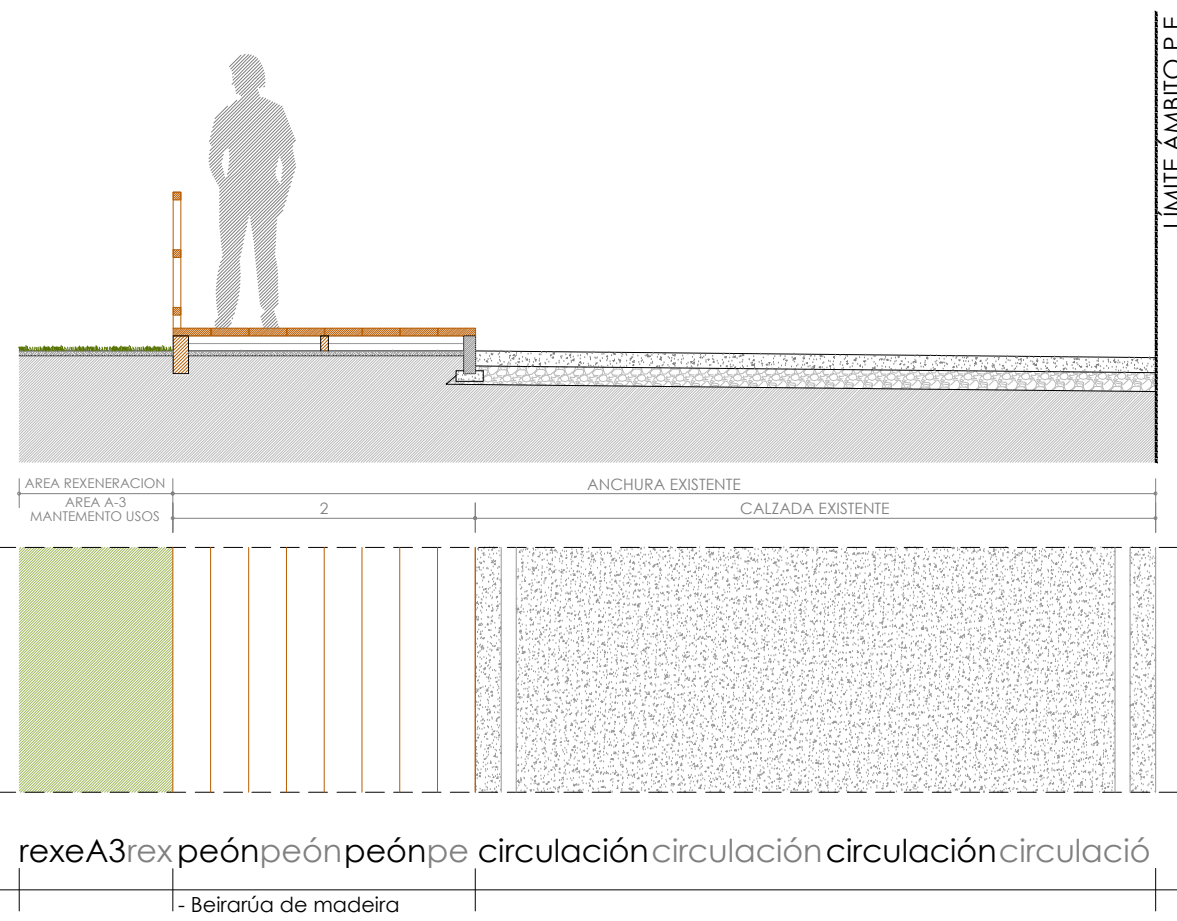 LÍMITE ÁMBITO P.E
AREA REXENERACION
ANCHURA EXISTENTE
AREA A-3
MANTEMENTO USOS
2
CALZADA EXISTENTE
rexeA3rex peónpeónpeónpe circulacióncirculacióncirculacióncirculació
- Beirarúa de madeira